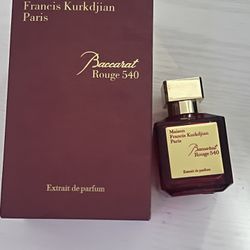 Francis Kurkdjian
Paris
Baccarat
Rouge 540
Extrait de parfum
Maison
Francis Kurkdjian
Paris
Baccarat
Rouge 540
Extrait de parfum